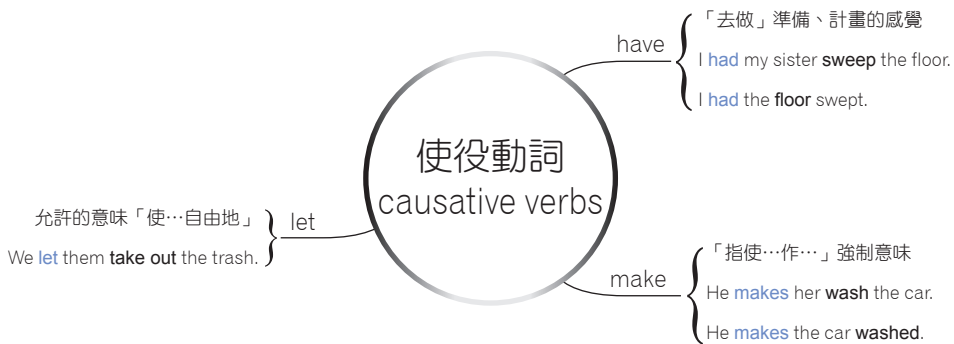 使役動詞
causative verbs
have
「去做」準備、計畫的感覺
I had my sister sweep the floor.
I had the floor swept.
make
「指使…作…」強制意味
He makes her wash the car.
He makes the car washed.
let
允許的意味「使…自由地」
We let them take out the trash.